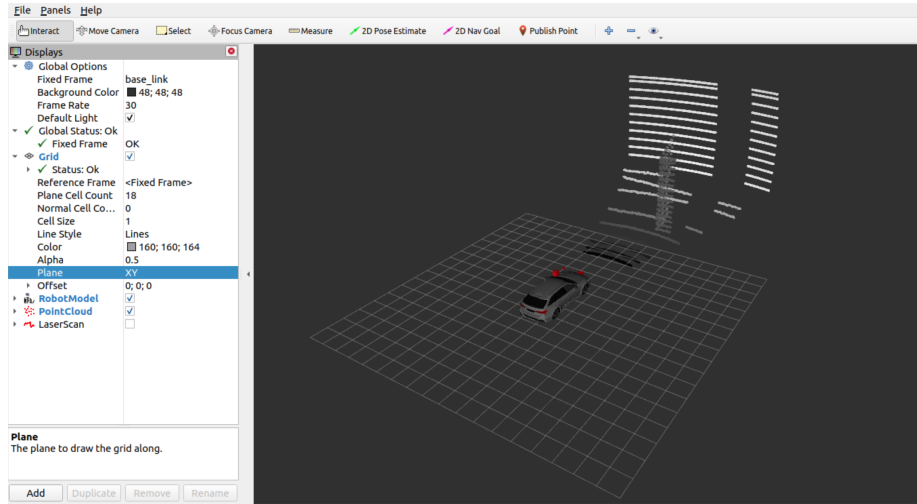 File Panels Help
Interact Move Camera Select Focus Camera Measure 2D Pose Estimate 2D Nav Goal Publish Point
Displays
Global Options
Fixed Frame base_link
Background Color 48; 48; 48
Frame Rate 30
Default Light
Global Status: Ok
Fixed Frame OK
Grid
Status: Ok
Reference Frame <Fixed Frame>
Plane Cell Count 18
Normal Cell Co... 0
Cell Size 1
Line Style Lines
Color 160; 160; 164
Alpha 0.5
Plane XY
Offset 0; 0; 0
RobotModel
PointCloud
LaserScan
Plane
The plane to draw the grid along.
Add Duplicate Remove Rename